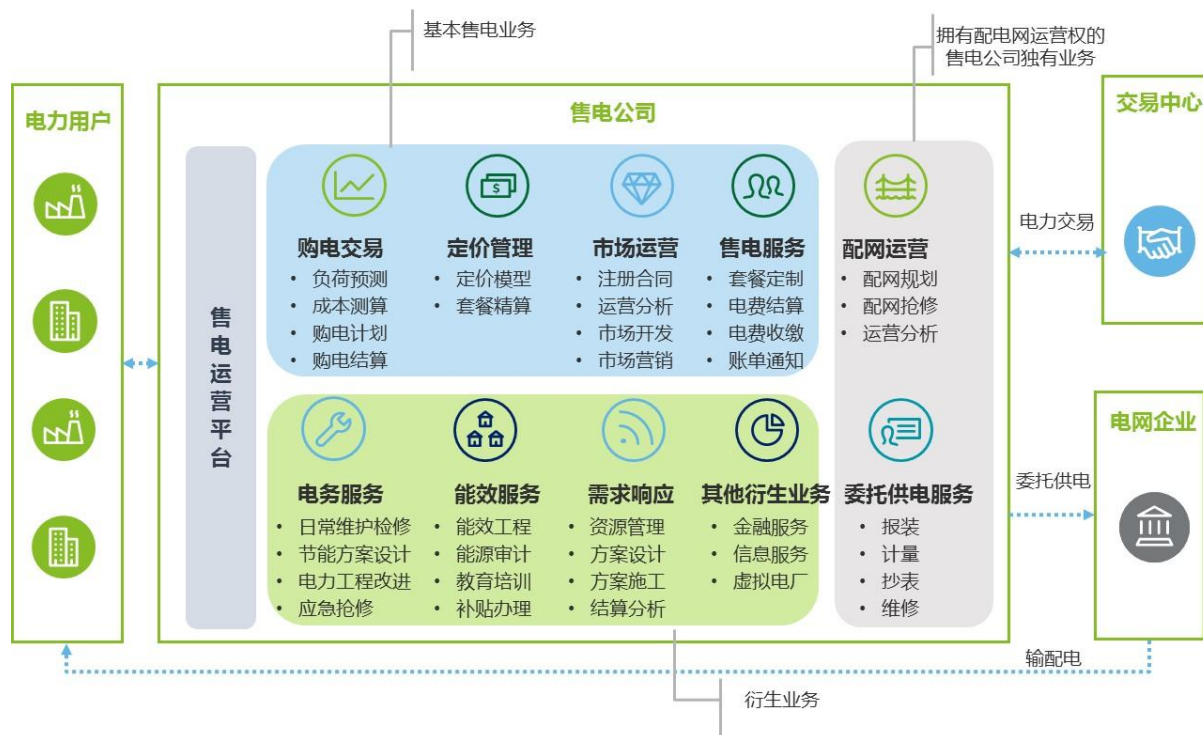 基本售电业务
拥有配电网运营权的
售电公司独有业务
电力用户
售电公司
交易中心
售电运营平台
购电交易
• 负荷预测
• 成本测算
• 购电计划
• 购电结算
定价管理
• 定价模型
• 套餐精算
市场运营
• 注册合同
• 运营分析
• 市场开发
• 市场营销
售电服务
• 套餐定制
• 电费结算
• 电费收缴
• 账单通知
配网运营
• 配网规划
• 配网抢修
• 运营分析
电力交易
电务服务
• 日常维护检修
• 节能方案设计
• 电力工程改进
• 应急抢修
能效服务
• 能效工程
• 能源审计
• 教育培训
• 补贴办理
需求响应
• 资源管理
• 方案设计
• 方案施工
• 结算分析
其他衍生业务
• 金融服务
• 信息服务
• 虚拟电厂
委托供电服务
• 报装
• 计量
• 抄表
• 维修
电网企业
委托供电
输配电
衍生业务
$